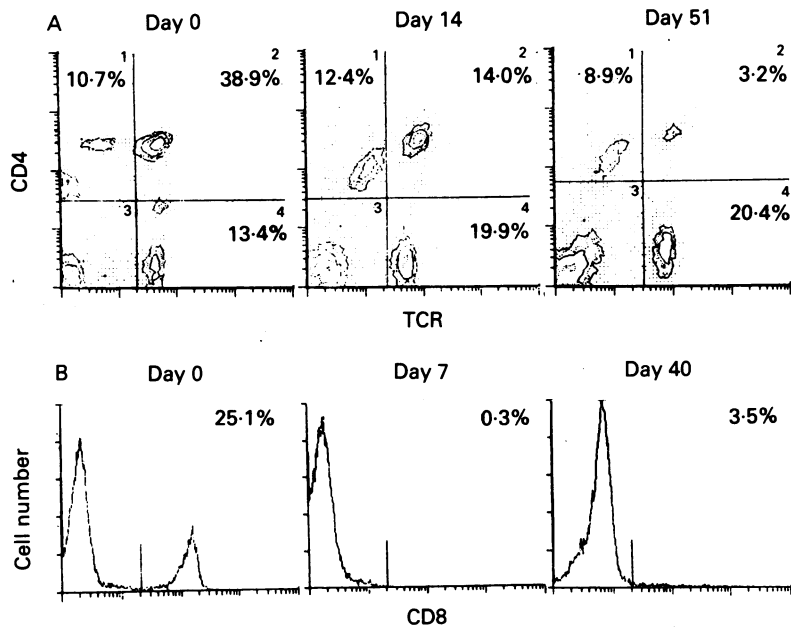 A Day 0 Day 14 Day 51
1 2 1 2 1 2
10·7% 38·9% 12·4% 14·0% 8·9% 3·2%
CD4
3 4 3 4 3 4
13·4% 19·9% 20·4%
TCR
B Day 0 Day 7 Day 40
25·1% 0·3% 3·5%
Cell number
CD8